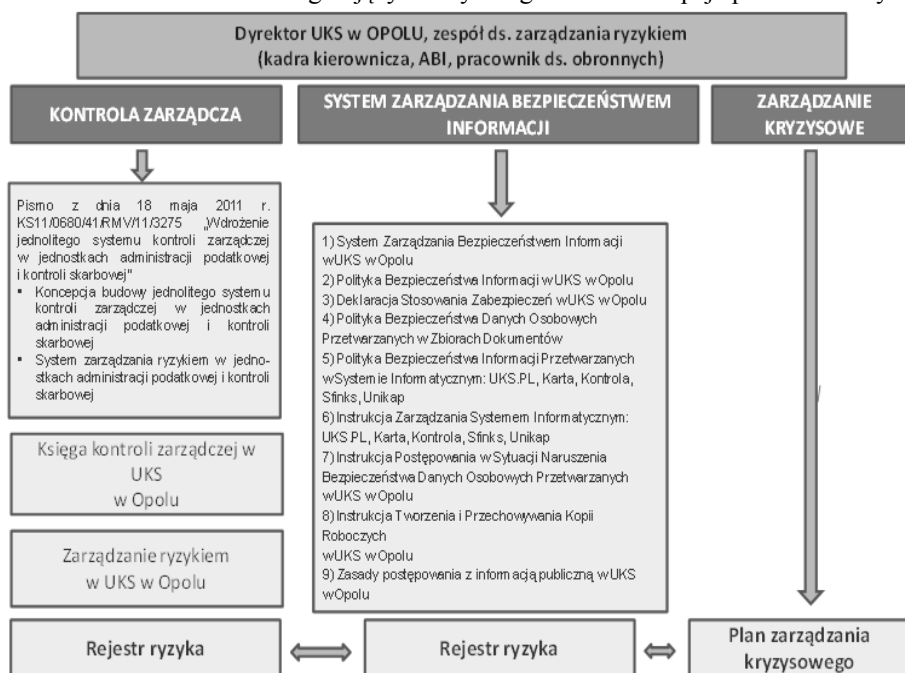 Dyrektor UKS w OPOLU, zespół ds. zarządzania ryzykiem
(kadra kierownicza, ABI, pracownik ds. obronnych)
KONTROLA ZARZĄDCZA
SYSTEM ZARZĄDZANIA BEZPIECZEŃSTWEM
INFORMACJI
ZARZĄDZANIE
KRYZYSOWE
Pismo z dnia 18 maja 2011 r.
KS11/0680/41/RMV/11/3275 „Wdrożenie
jednolitego systemu kontroli zarządczej
w jednostkach administracji podatkowej
i kontroli skarbowej"
▪ Koncepcja budowy jednolitego systemu
kontroli zarządczej w jednostkach
administracji podatkowej i kontroli
skarbowej
▪ System zarządzania ryzykiem w jedno-
stkach administracji podatkowej i kontroli
skarbowej
Księga kontroli zarządczej w
UKS
w Opolu
Zarządzanie ryzykiem
w UKS w Opolu
Rejestr ryzyka
1) System Zarządzania Bezpieczeństwem Informacji
wUKS w Opolu
2) Polityka Bezpieczeństwa Informacji w UKS w Opolu
3) Deklaracja Stosowania Zabezpieczeń w UKS w Opolu
4) Polityka Bezpieczeństwa Danych Osobowych
Przetwarzanych w Zbiorach Dokumentów
5) Polityka Bezpieczeństwa Informacji Przetwarzanych
wSystemie Informatycznym: UKS.PL, Karta, Kontrola,
Sfinks, Unikap
6) Instrukcja Zarządzania Systemem Informatycznym:
UKS.PL, Karta, Kontrola, Sfinks, Unikap
7) Instrukcja Postępowania w Sytuacji Naruszenia
Bezpieczeństwa Danych Osobowych Przetwarzanych
wUKS w Opolu
8) Instrukcja Tworzenia i Przechowywania Kopii
Roboczych
wUKS w Opolu
9) Zasady postępowania z informacją publiczną w UKS
wOpolu
Rejestr ryzyka
Plan zarządzania
kryzysowego